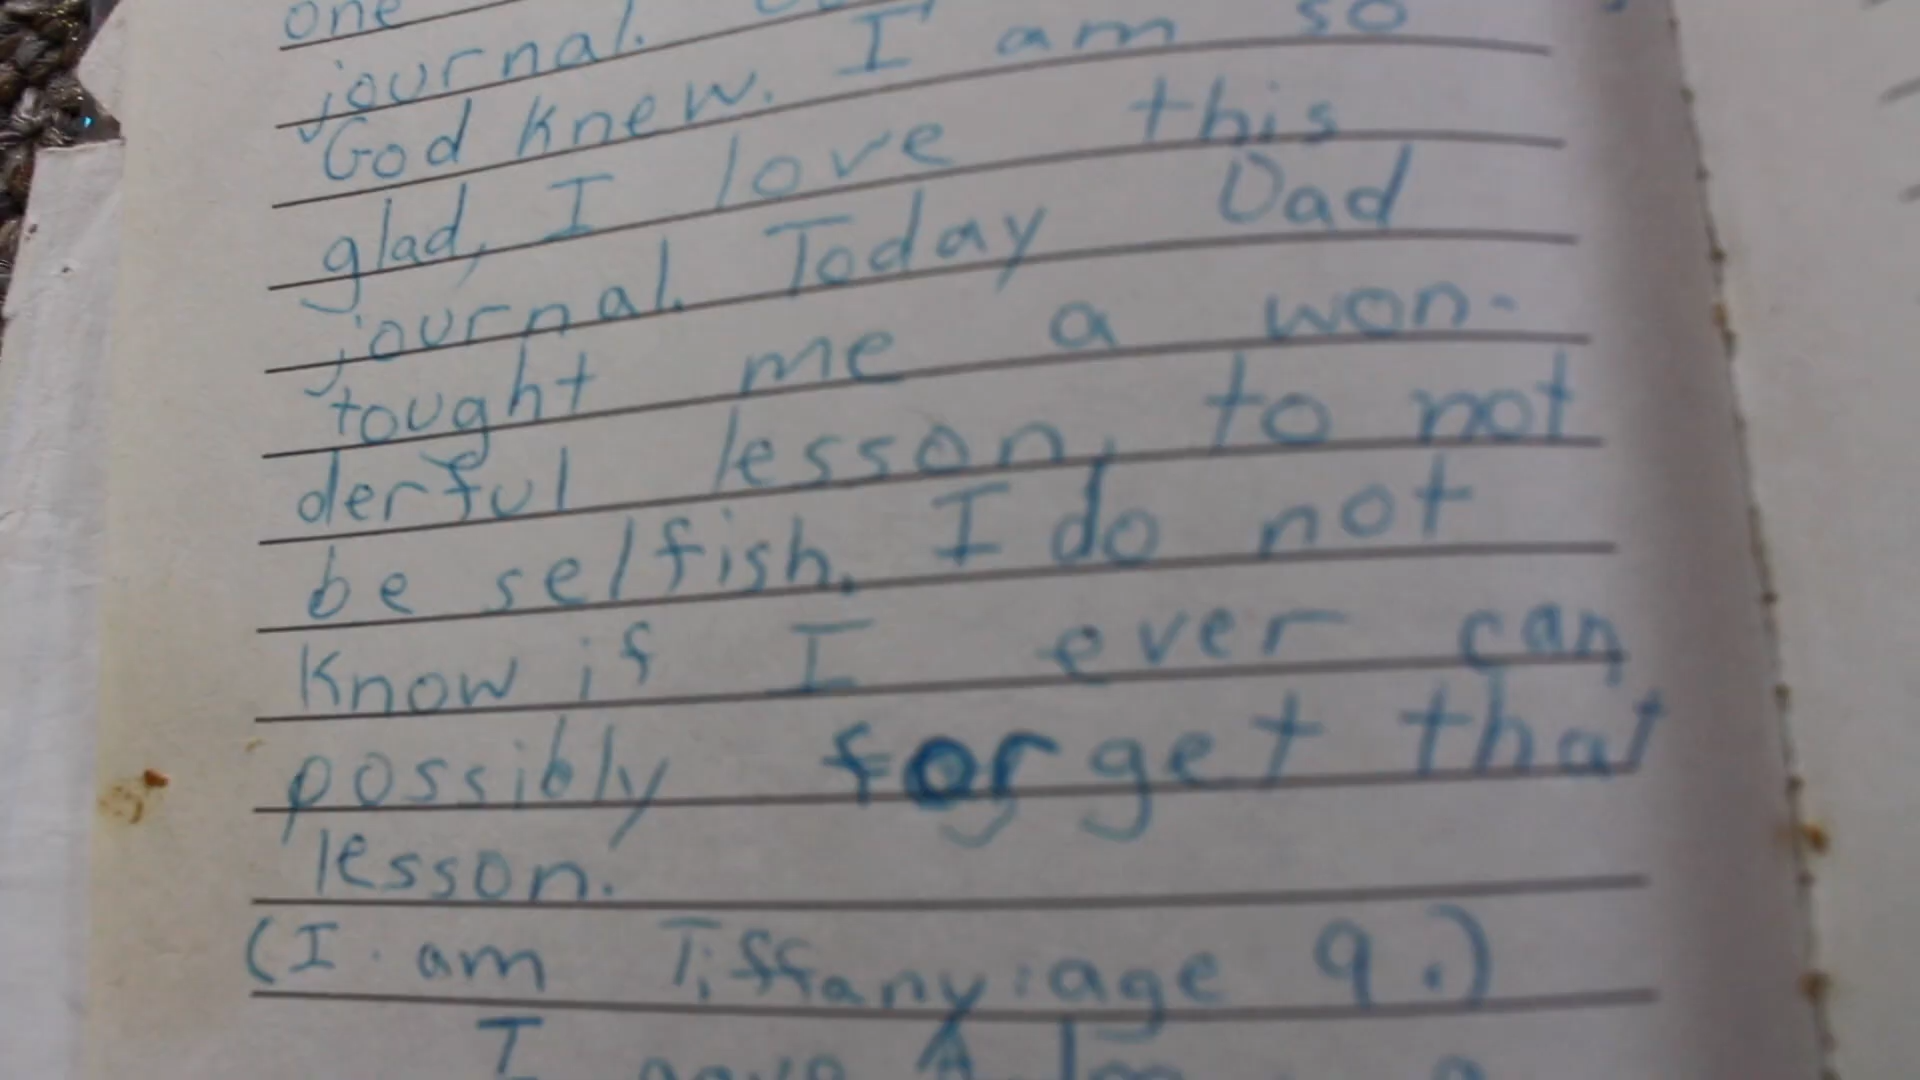 one
journal.
God knew. I am so
glad, I love this
journal. Today Dad
tought me a won-
derful lesson, to not
be selfish. I do not
know if I ever can
possibly forget that
lesson.
(I am Tiffany: age 9.)
I